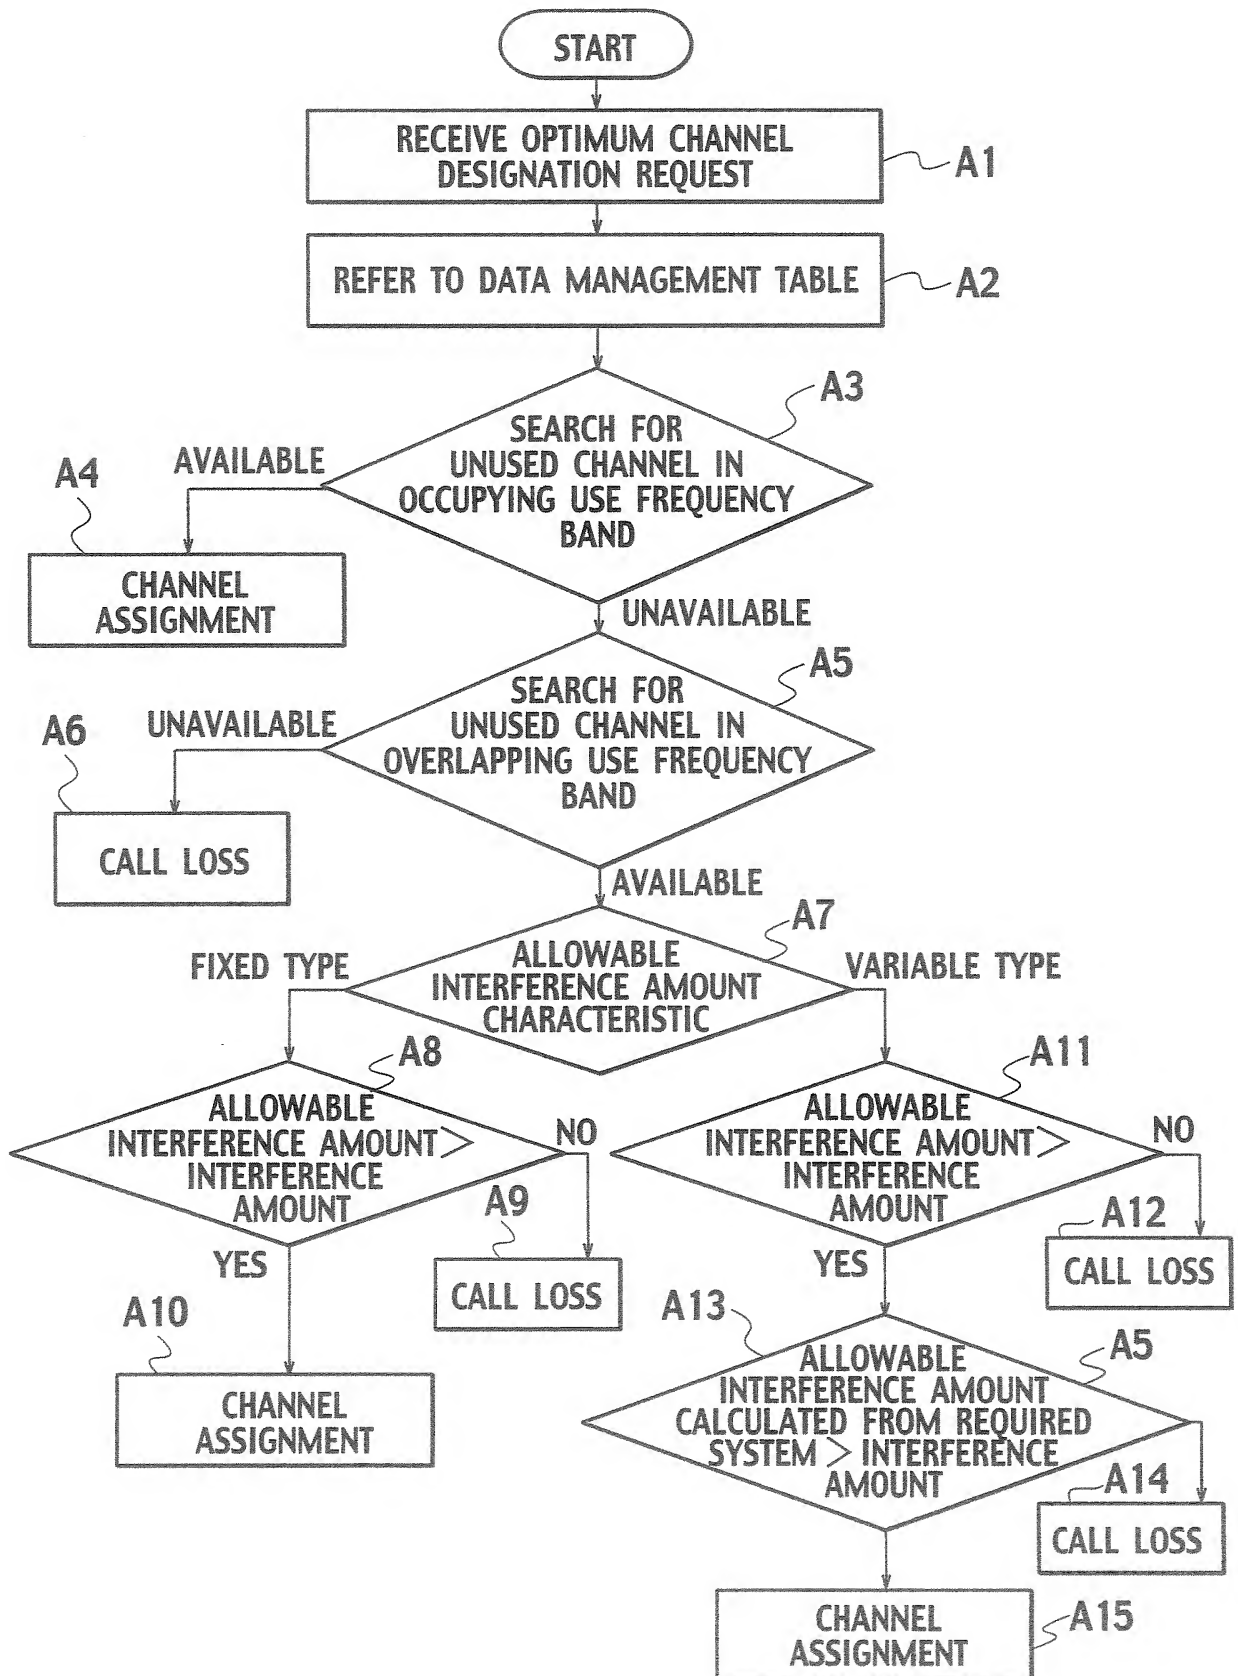 START
RECEIVE OPTIMUM CHANNEL
DESIGNATION REQUEST
A1
REFER TO DATA MANAGEMENT TABLE
A2
A3
SEARCH FOR
UNUSED CHANNEL IN
OCCUPYING USE FREQUENCY
BAND
AVAILABLE
A4
CHANNEL
ASSIGNMENT
UNAVAILABLE
A5
SEARCH FOR
UNUSED CHANNEL IN
OVERLAPPING USE FREQUENCY
BAND
UNAVAILABLE
A6
CALL LOSS
AVAILABLE
A7
ALLOWABLE
INTERFERENCE AMOUNT
CHARACTERISTIC
FIXED TYPE
VARIABLE TYPE
A8
ALLOWABLE
INTERFERENCE AMOUNT >
INTERFERENCE
AMOUNT
NO
A9
CALL LOSS
YES
A10
CHANNEL
ASSIGNMENT
A11
ALLOWABLE
INTERFERENCE AMOUNT >
INTERFERENCE
AMOUNT
NO
A12
CALL LOSS
YES
A13
A5
ALLOWABLE
INTERFERENCE AMOUNT
CALCULATED FROM REQUIRED
SYSTEM > INTERFERENCE
AMOUNT
A14
CALL LOSS
CHANNEL
ASSIGNMENT
A15